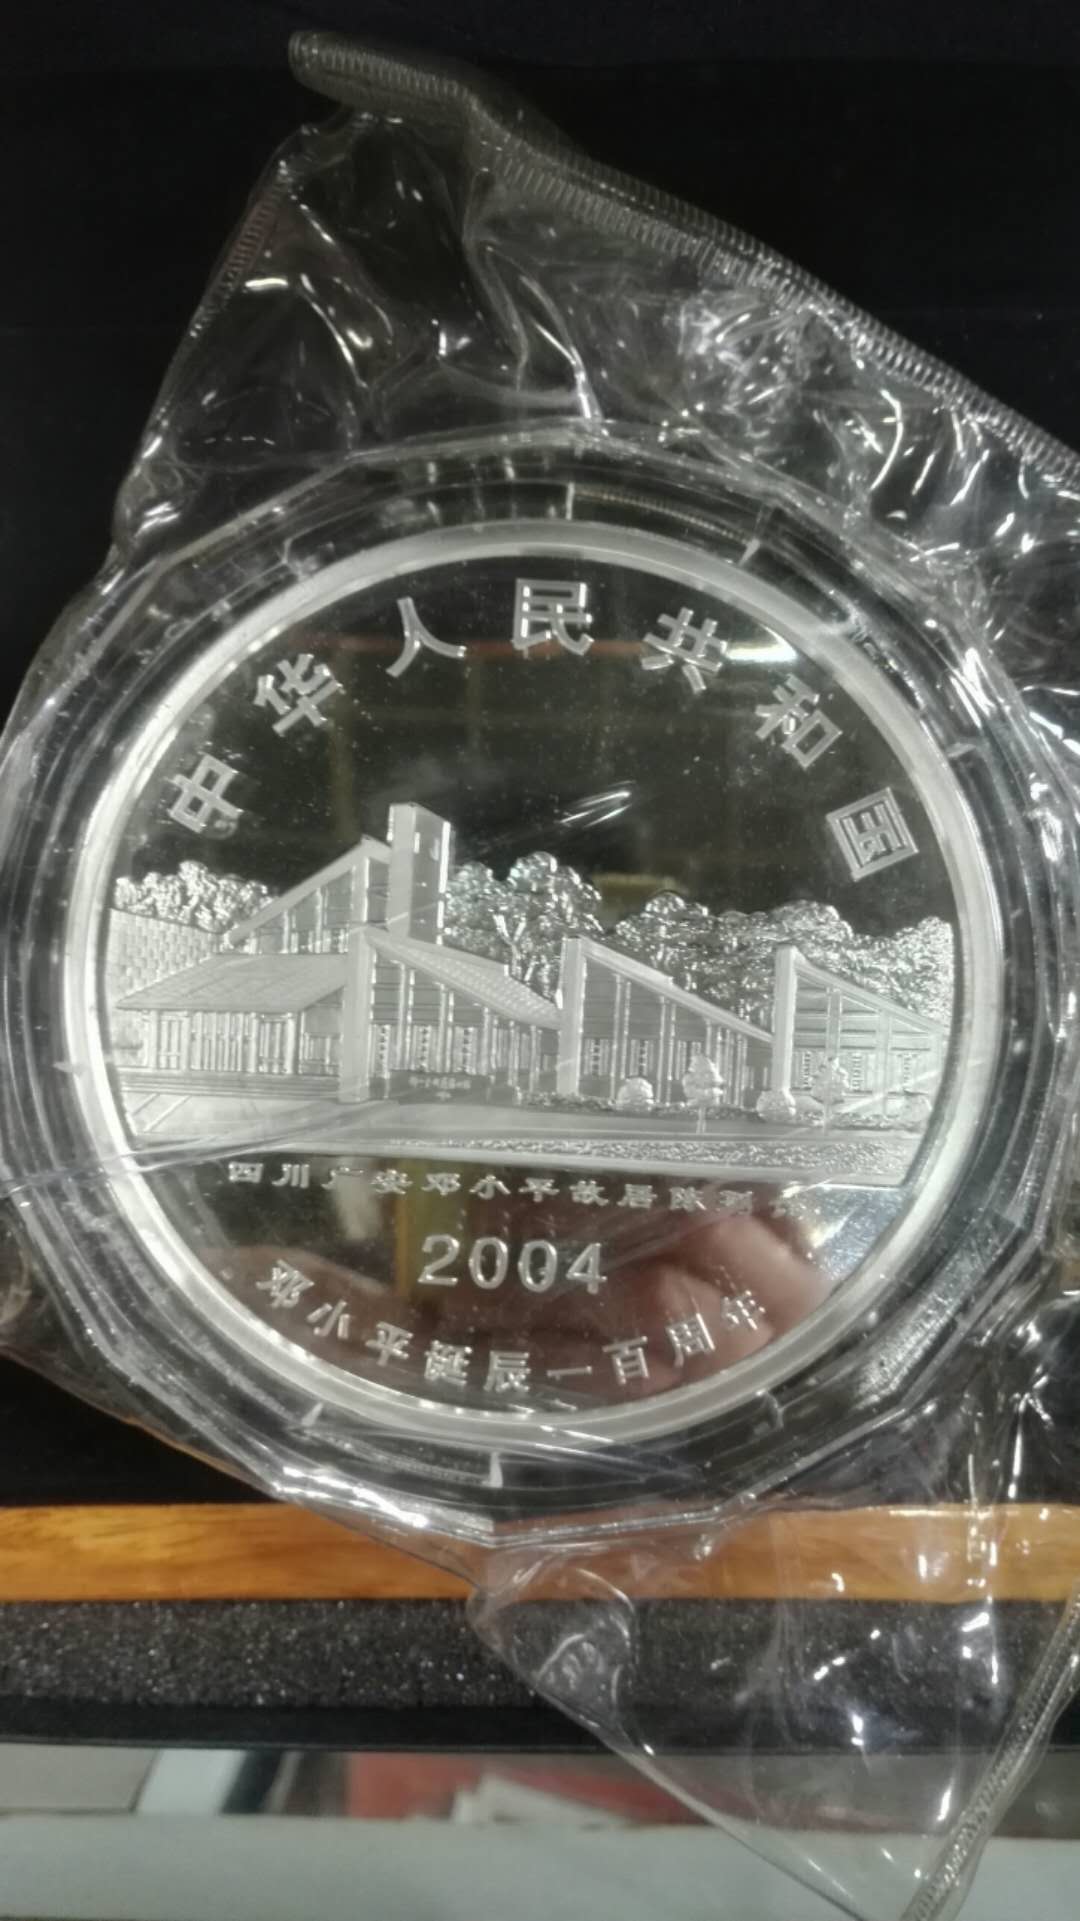 中华人民共和国
四川广安邓小平故居陈列
2004
邓小平诞辰一百周年